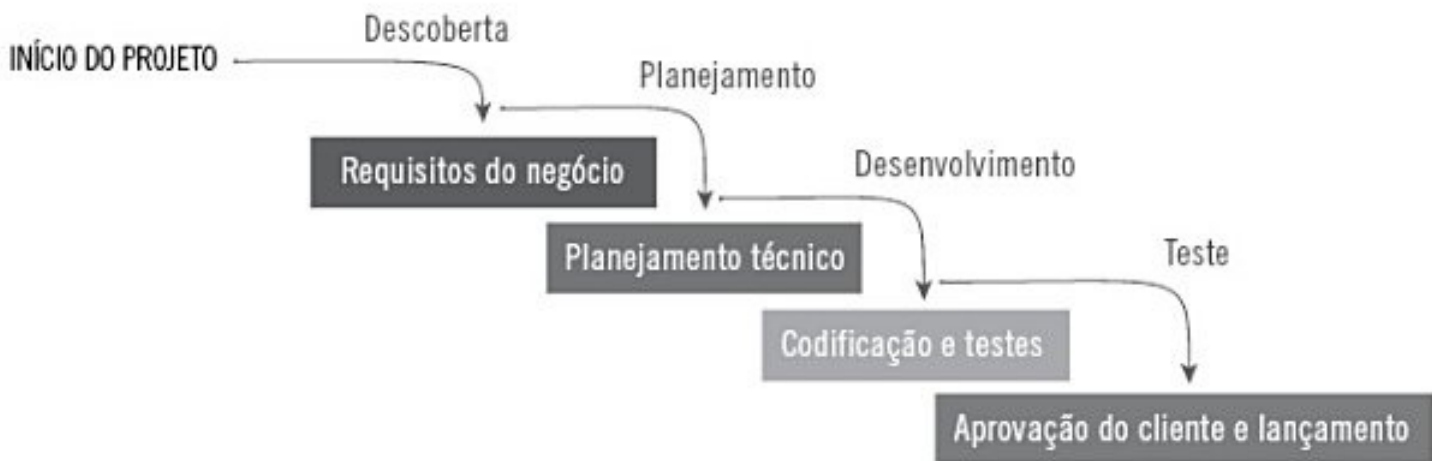 Descoberta
INÍCIO DO PROJETO
Planejamento
Requisitos do negócio
Desenvolvimento
Planejamento técnico
Teste
Codificação e testes
Aprovação do cliente e lançamento